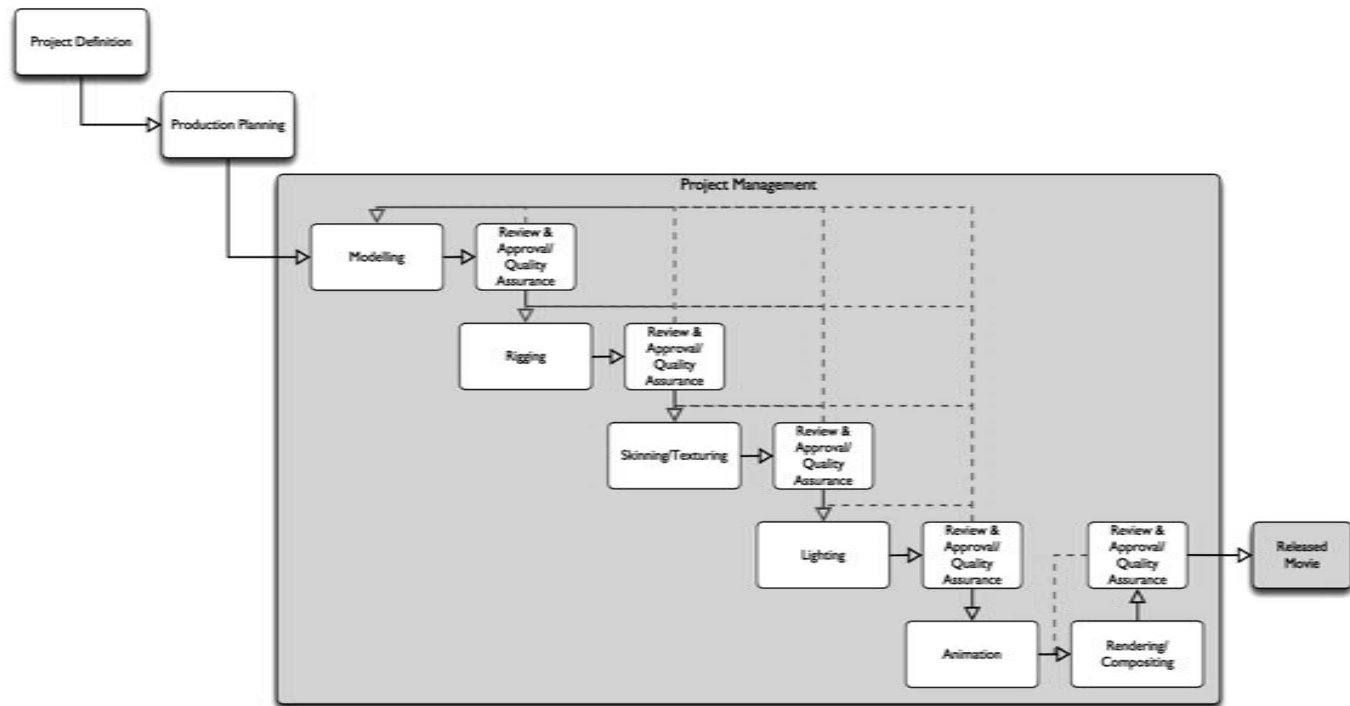 Project Definition
Production Planning
Project Management
Modelling
Review &
Approval/
Quality
Assurance
Rigging
Review &
Approval/
Quality
Assurance
Skinning/Texturing
Review &
Approval/
Quality
Assurance
Lighting
Review &
Approval/
Quality
Assurance
Review &
Approval/
Quality
Assurance
Released
Movie
Animation
Rendering/
Compositing